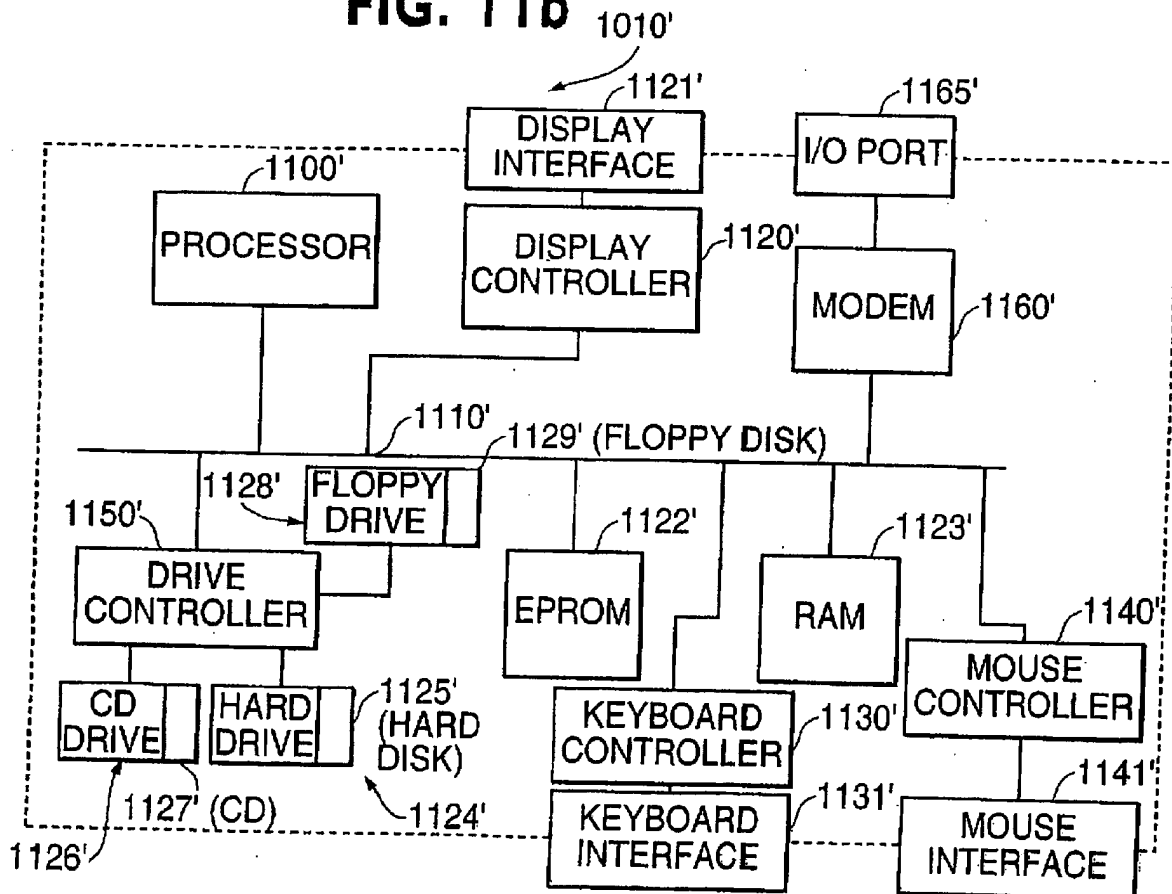 FIG. 11b
1010'
1121'
DISPLAY
INTERFACE
1165'
I/O PORT
1100'
PROCESSOR
DISPLAY
CONTROLLER
1120'
MODEM
1160'
1110'
1129' (FLOPPY DISK)
1128'
FLOPPY
DRIVE
1150'
DRIVE
CONTROLLER
1122'
EPROM
1123'
RAM
1140'
MOUSE
CONTROLLER
CD
DRIVE
HARD
DRIVE
1125'
(HARD
DISK)
KEYBOARD
CONTROLLER
1130'
1127' (CD)
1124'
1126'
1131'
KEYBOARD
INTERFACE
1141'
MOUSE
INTERFACE